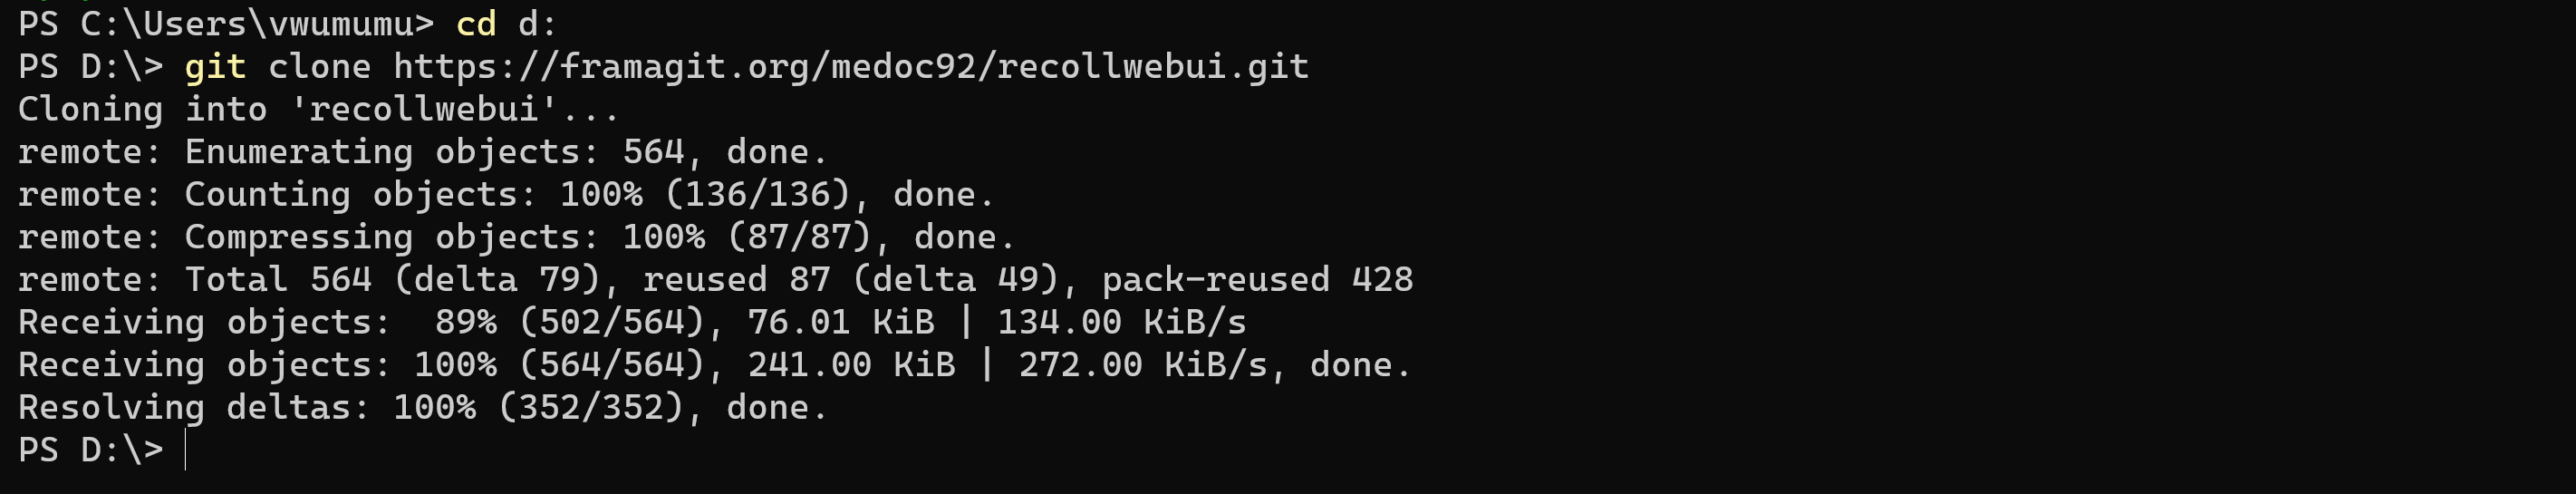 PS C:\Users\vwumumu> cd d:
PS D:\> git clone https://framagit.org/medoc92/recollwebui.git
Cloning into 'recollwebui'...
remote: Enumerating objects: 564, done.
remote: Counting objects: 100% (136/136), done.
remote: Compressing objects: 100% (87/87), done.
remote: Total 564 (delta 79), reused 87 (delta 49), pack-reused 428
Receiving objects:  89% (502/564), 76.01 KiB | 134.00 KiB/s
Receiving objects: 100% (564/564), 241.00 KiB | 272.00 KiB/s, done.
Resolving deltas: 100% (352/352), done.
PS D:\>